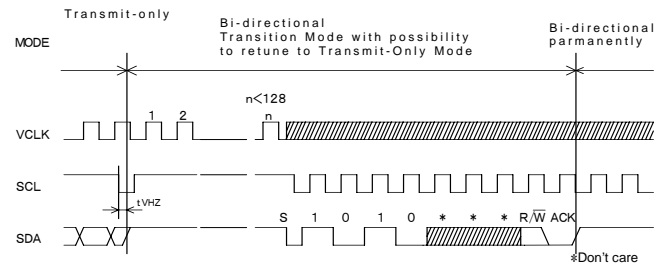 Transmit-only
Bi-directional
Transition Mode with possibility
to retune to Transmit-Only Mode
Bi-directional
parmanently
MODE
n<128
1 2 n
VCLK
SCL
tVHZ
S 1 0 1 0 * * * R/W ACK
SDA
*Don't care